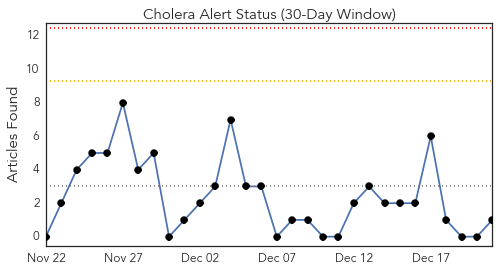 Cholera Alert Status (30-Day Window)
Articles Found
12
10
8
6
4
2
0
Nov 22 Nov 27 Dec 02 Dec 07 Dec 12 Dec 17